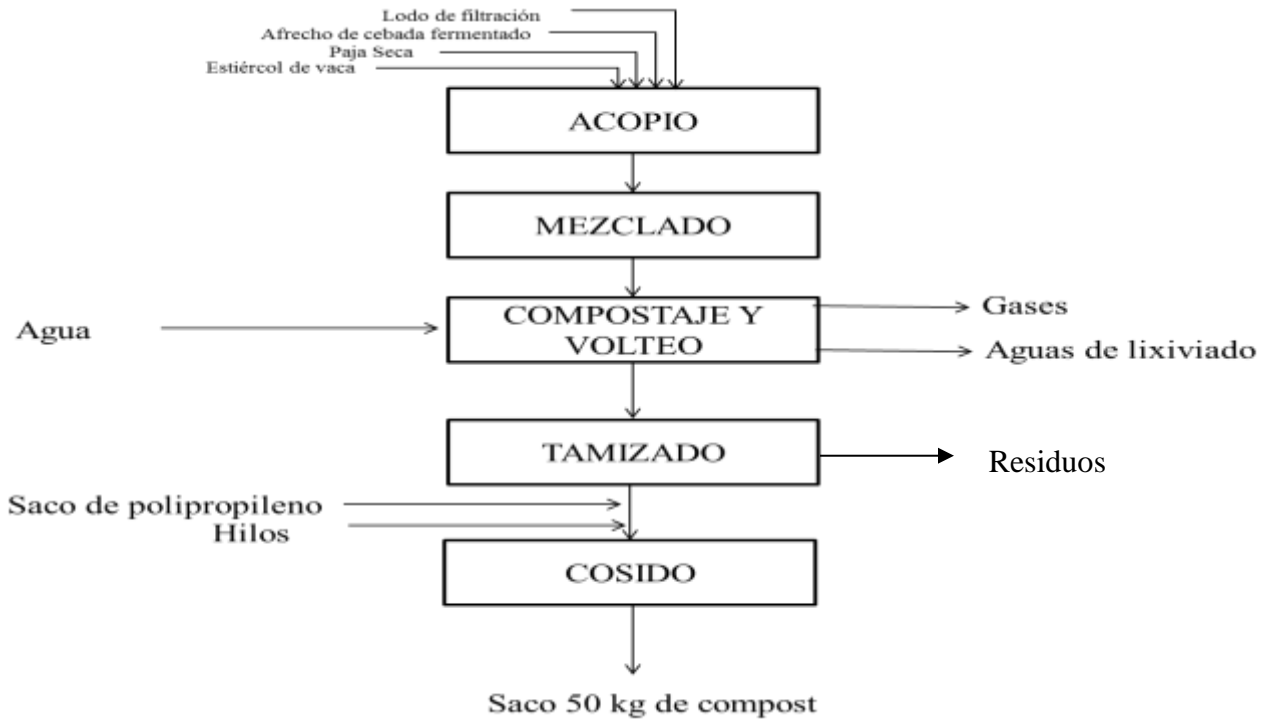 Lodo de filtración
Afrecho de cebada fermentado
Paja Seca
Estiércol de vaca
ACOPIO
MEZCLADO
Agua
COMPOSTAJE Y
VOLTEO
Gases
Aguas de lixiviado
TAMIZADO
Residuos
Saco de polipropileno
Hilos
COSIDO
Saco 50 kg de compost